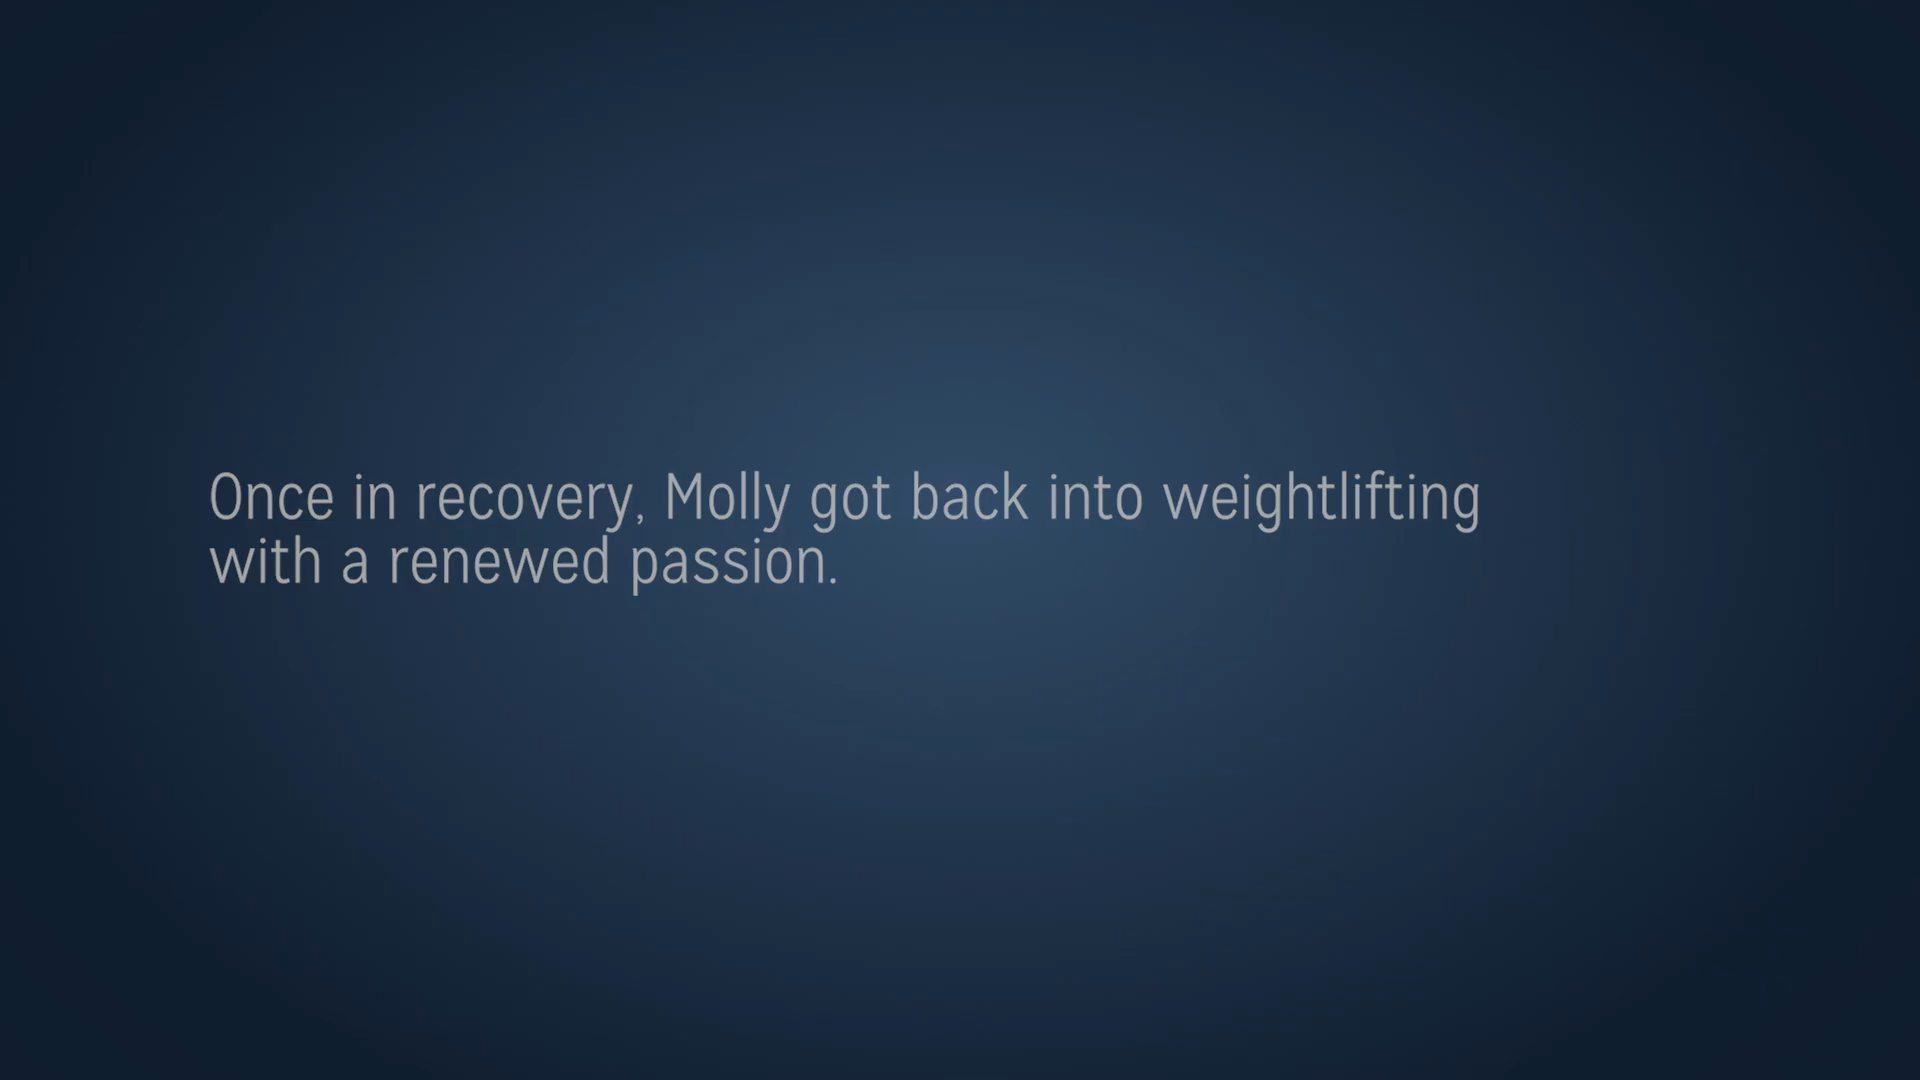 Once in recovery, Molly got back into weightlifting
with a renewed passion.